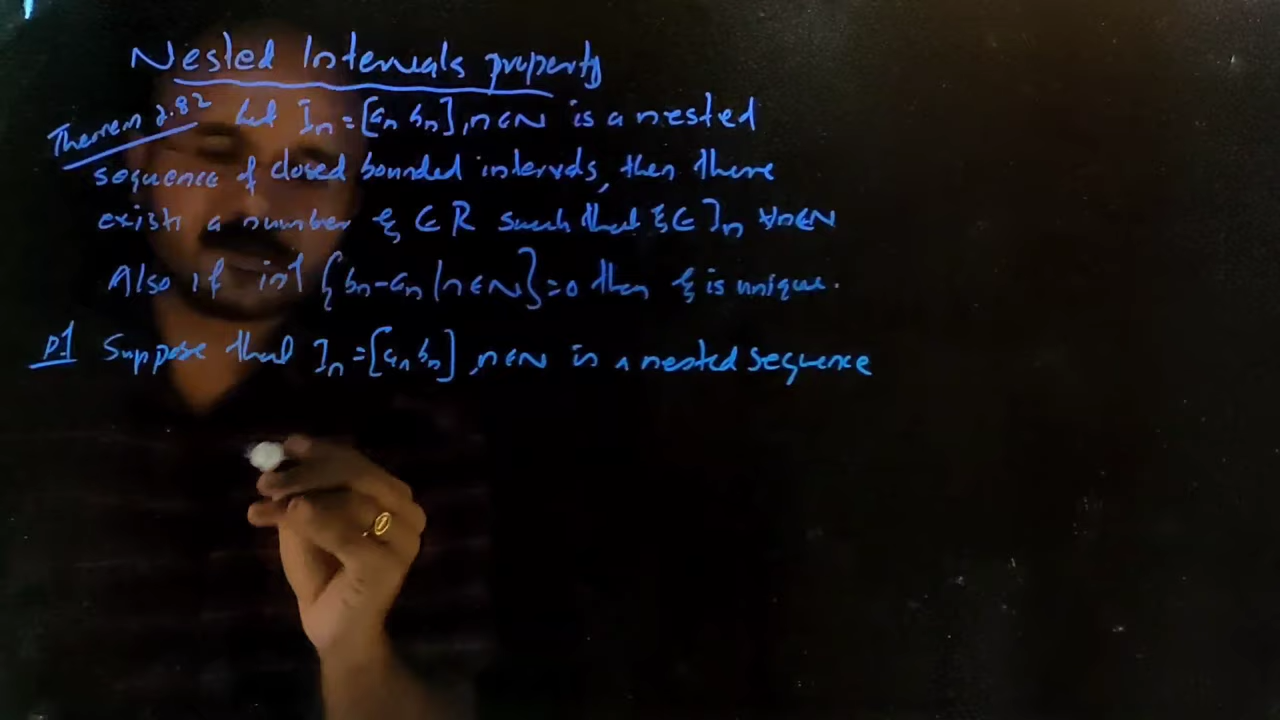 Nested Intervals property
Theorem 2.82 Let Iₙ = [aₙ bₙ], n∈N is a nested
sequence of closed bounded intervals, then there
exists a number ξ ∈ R such that ξ ∈ Iₙ ∀n∈N
Also if inf {bₙ-aₙ | n∈N} = 0 then ξ is unique.
pf Suppose that Iₙ = [aₙ bₙ], n∈N is a nested sequence